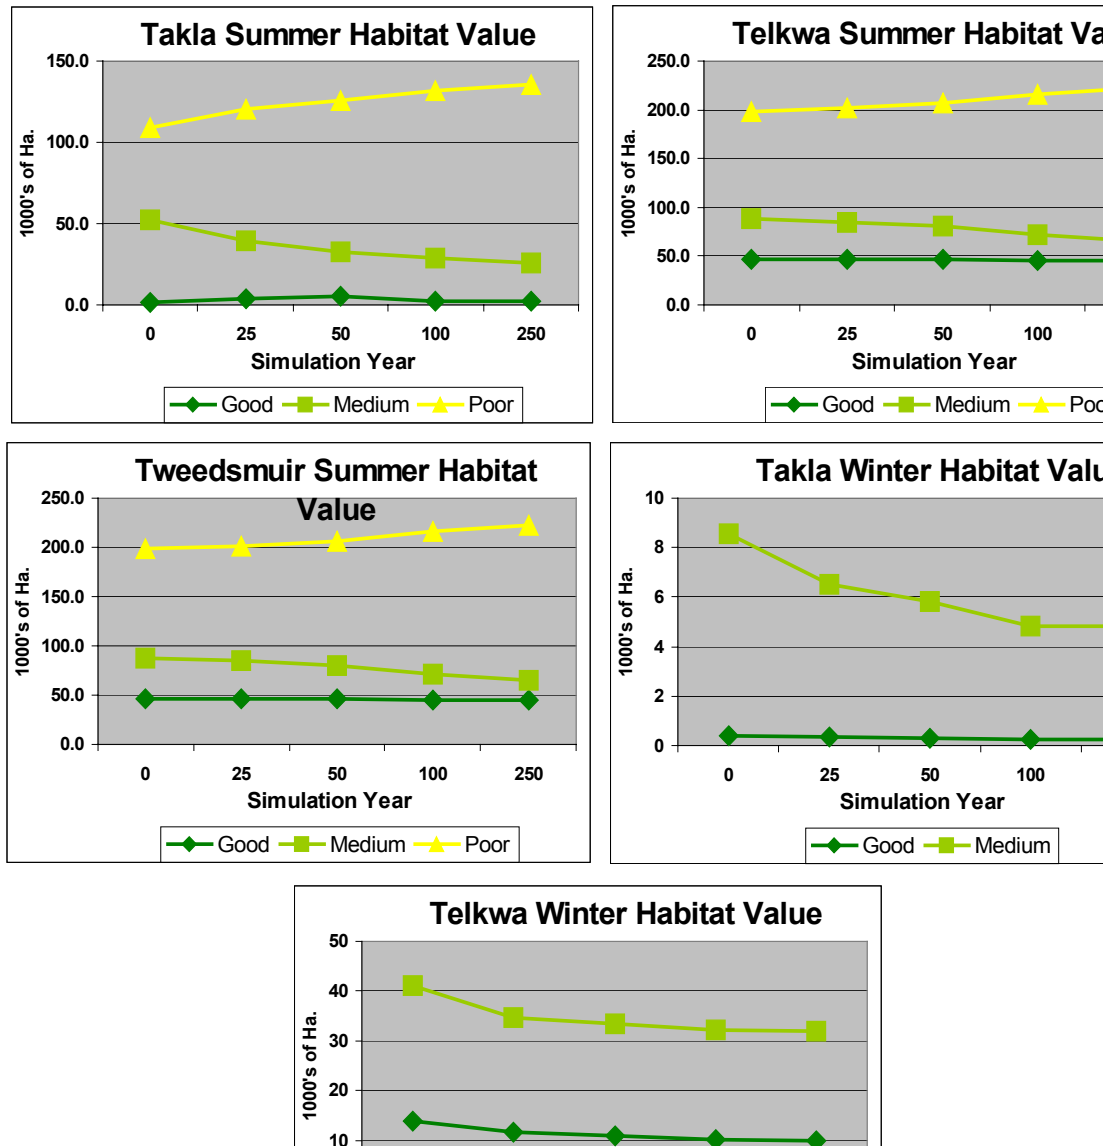 Takla Summer Habitat Value
150.0
100.0
50.0
0.0
1000's of Ha.
0 25 50 100 250
Simulation Year
Good Medium Poor
Telkwa Summer Habitat Va
250.0
200.0
150.0
100.0
50.0
0.0
1000's of Ha.
0 25 50 100
Simulation Year
Good Medium Poo
Tweedsmuir Summer Habitat
Value
250.0
200.0
150.0
100.0
50.0
0.0
1000's of Ha.
0 25 50 100 250
Simulation Year
Good Medium Poor
Takla Winter Habitat Valu
10
8
6
4
2
0
1000's of Ha.
0 25 50 100
Simulation Year
Good Medium
Telkwa Winter Habitat Value
50
40
30
20
10
1000's of Ha.